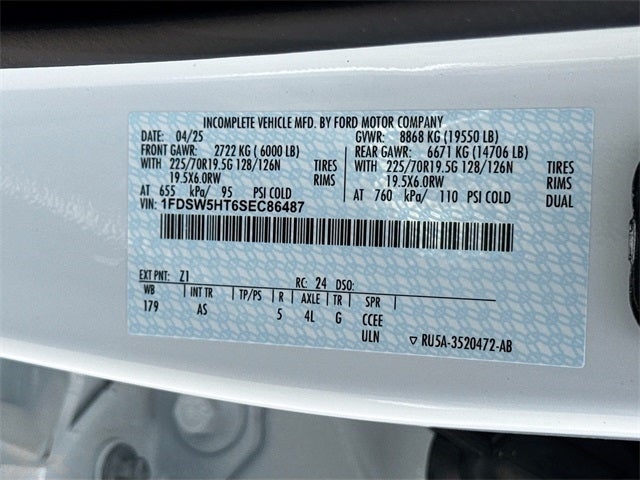 INCOMPLETE VEHICLE MFD. BY FORD MOTOR COMPANY
DATE: 04/25 GVWR: 8868 KG (19550 LB)
FRONT GAWR: 2722 KG ( 6000 LB) REAR GAWR: 6671 KG (14706 LB)
WITH 225/70R19.5G 128/126N TIRES WITH 225/70R19.5G 128/126N TIRES
19.5X6.0RW RIMS 19.5X6.0RW RIMS
AT 655 kPa/ 95 PSI COLD AT 760 kPa/ 110 PSI COLD DUAL
VIN: 1FDSW5HT6SEC86487
EXT PNT: Z1 RC: 24 DSO:
WB INT TR TP/PS R AXLE TR SPR
179 AS 5 4L G CCEE
ULN ▽ RU5A-3520472-AB